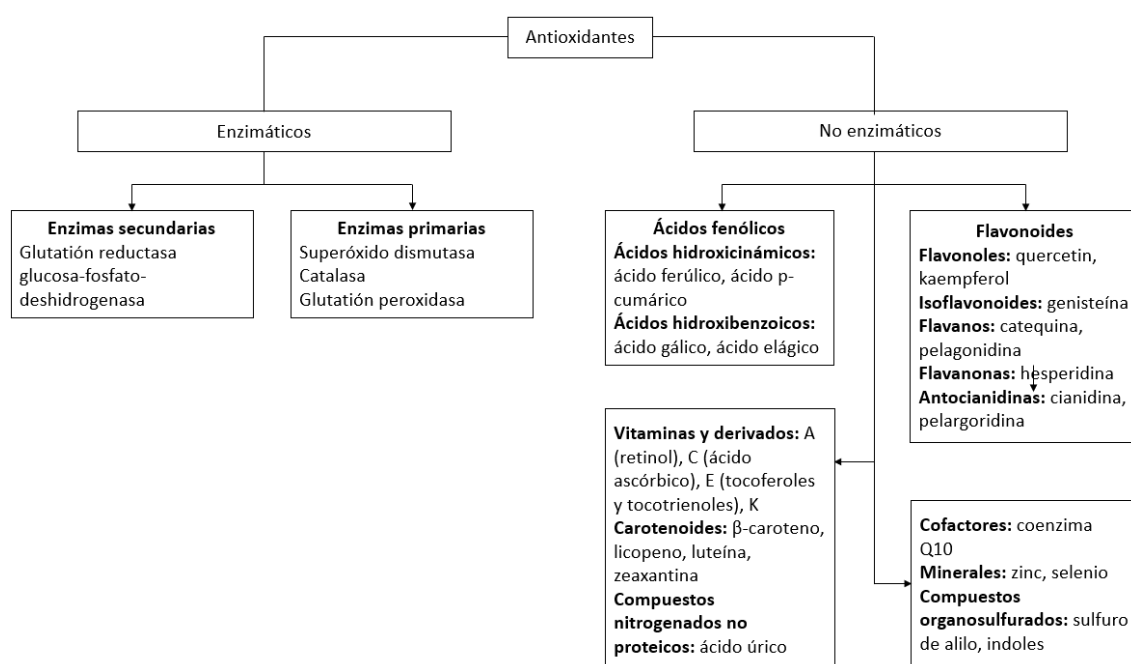 Antioxidantes
Enzimáticos
No enzimáticos
Enzimas secundarias
Glutatión reductasa
glucosa-fosfato-
deshidrogenasa
Enzimas primarias
Superóxido dismutasa
Catalasa
Glutatión peroxidasa
Ácidos fenólicos
Ácidos hidroxicinámicos:
ácido ferúlico, ácido p-
cumárico
Ácidos hidroxibenzoicos:
ácido gálico, ácido elágico
Flavonoides
Flavonoles: quercetin,
kaempferol
Isoflavonoides: genisteína
Flavanos: catequina,
pelagonidina
Flavanonas: hesperidina
Antocianidinas: cianidina,
pelargoridina
Vitaminas y derivados: A
(retinol), C (ácido
ascórbico), E (tocoferoles
y tocotrienoles), K
Carotenoides: β-caroteno,
licopeno, luteína,
zeaxantina
Compuestos
nitrogenados no
proteicos: ácido úrico
Cofactores: coenzima
Q10
Minerales: zinc, selenio
Compuestos
organosulfurados: sulfuro
de alilo, indoles